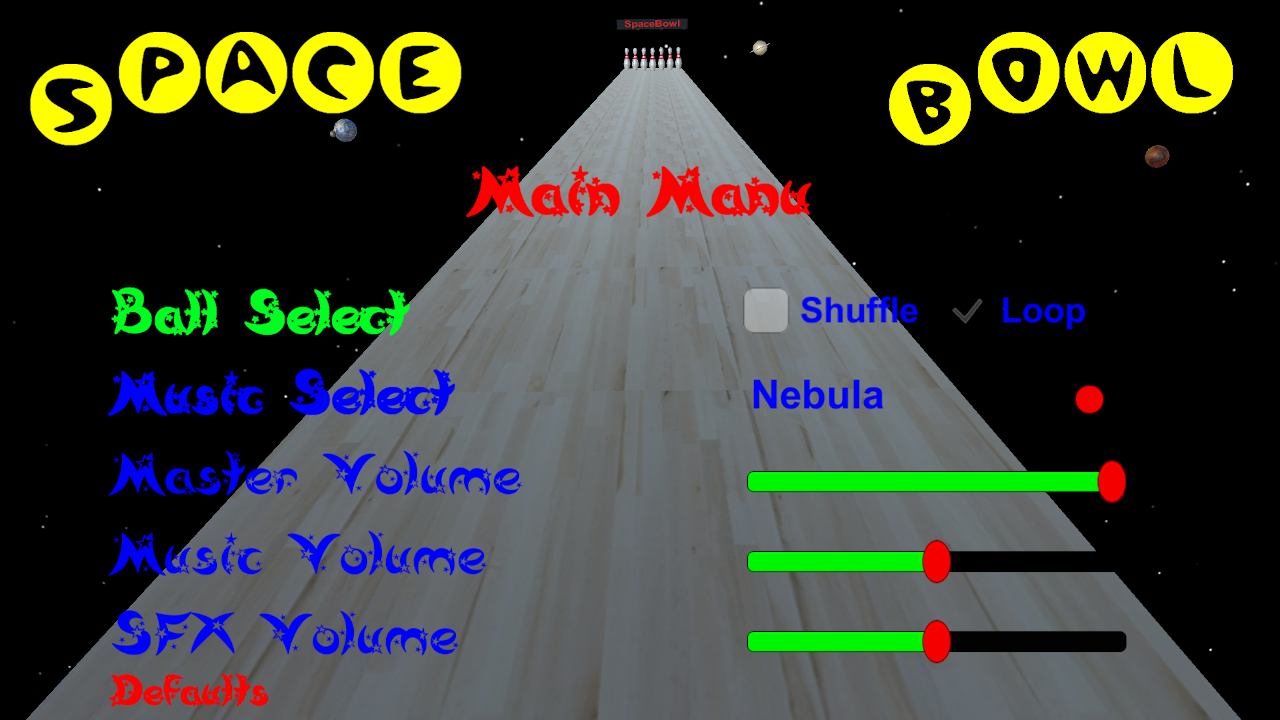 SpaceBowl
SPACE BOWL
Main Manu
Ball Select
Shuffle Loop
Music Select
Nebula
Master Volume
Music Volume
SFX Volume
Defaults